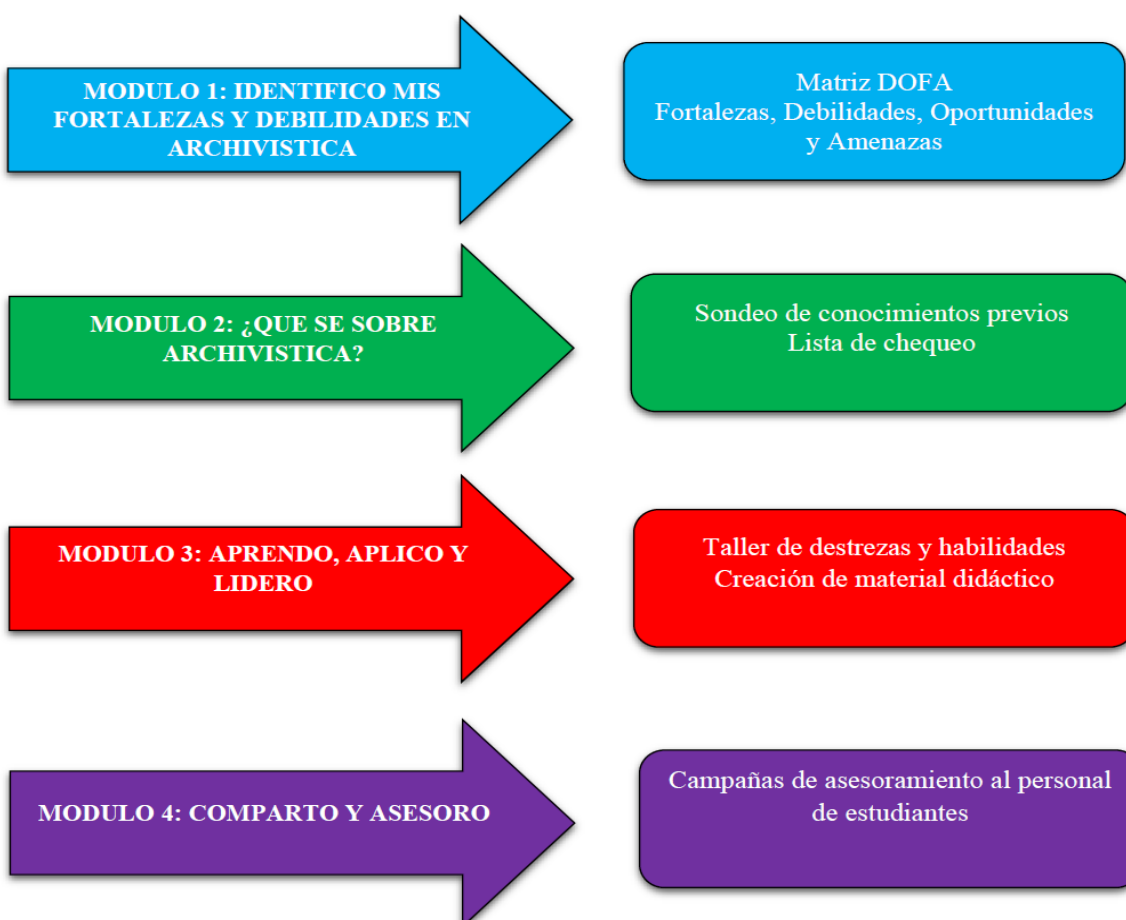 MODULO 1: IDENTIFICO MIS
FORTALEZAS Y DEBILIDADES EN
ARCHIVISTICA
Matriz DOFA
Fortalezas, Debilidades, Oportunidades
y Amenazas
MODULO 2: ¿QUE SE SOBRE
ARCHIVISTICA?
Sondeo de conocimientos previos
Lista de chequeo
MODULO 3: APRENDO, APLICO Y
LIDERO
Taller de destrezas y habilidades
Creación de material didáctico
MODULO 4: COMPARTO Y ASESORO
Campañas de asesoramiento al personal
de estudiantes